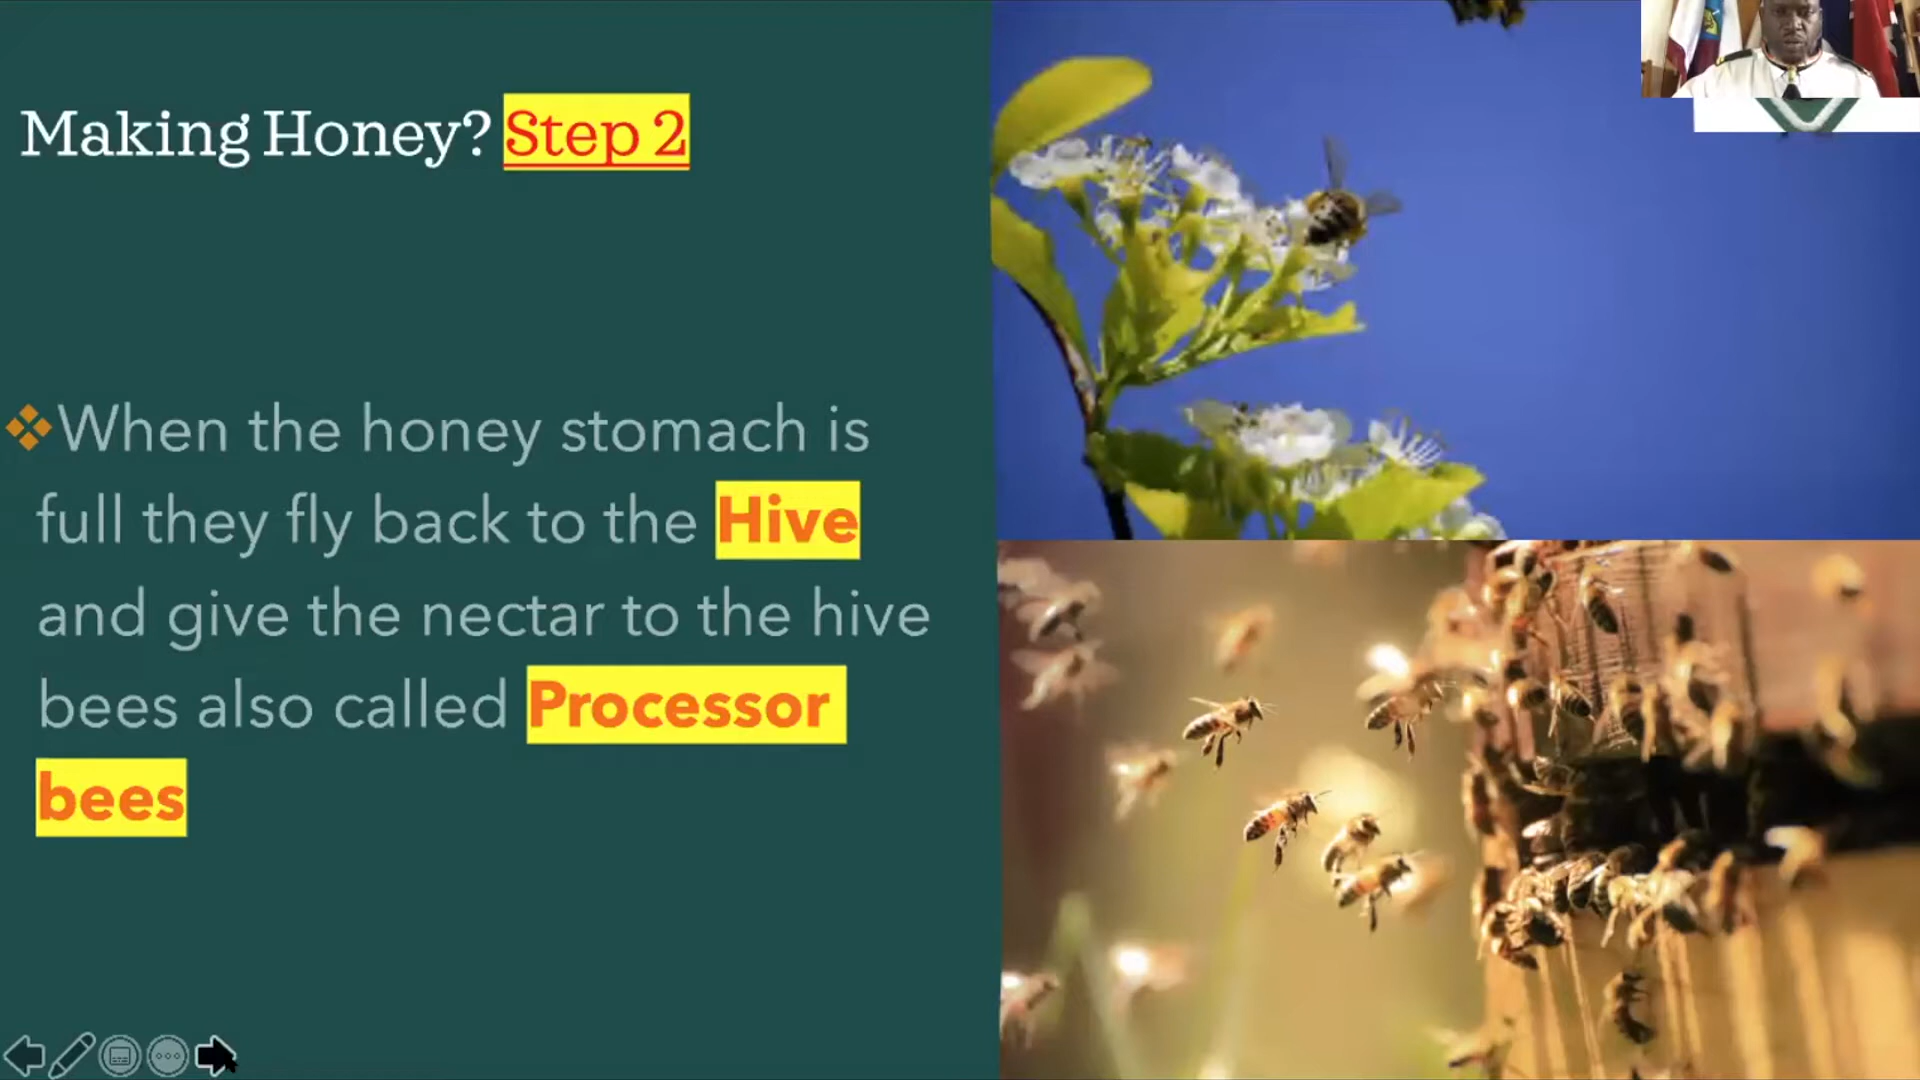 Making Honey? Step 2
When the honey stomach is
full they fly back to the Hive
and give the nectar to the hive
bees also called Processor
bees